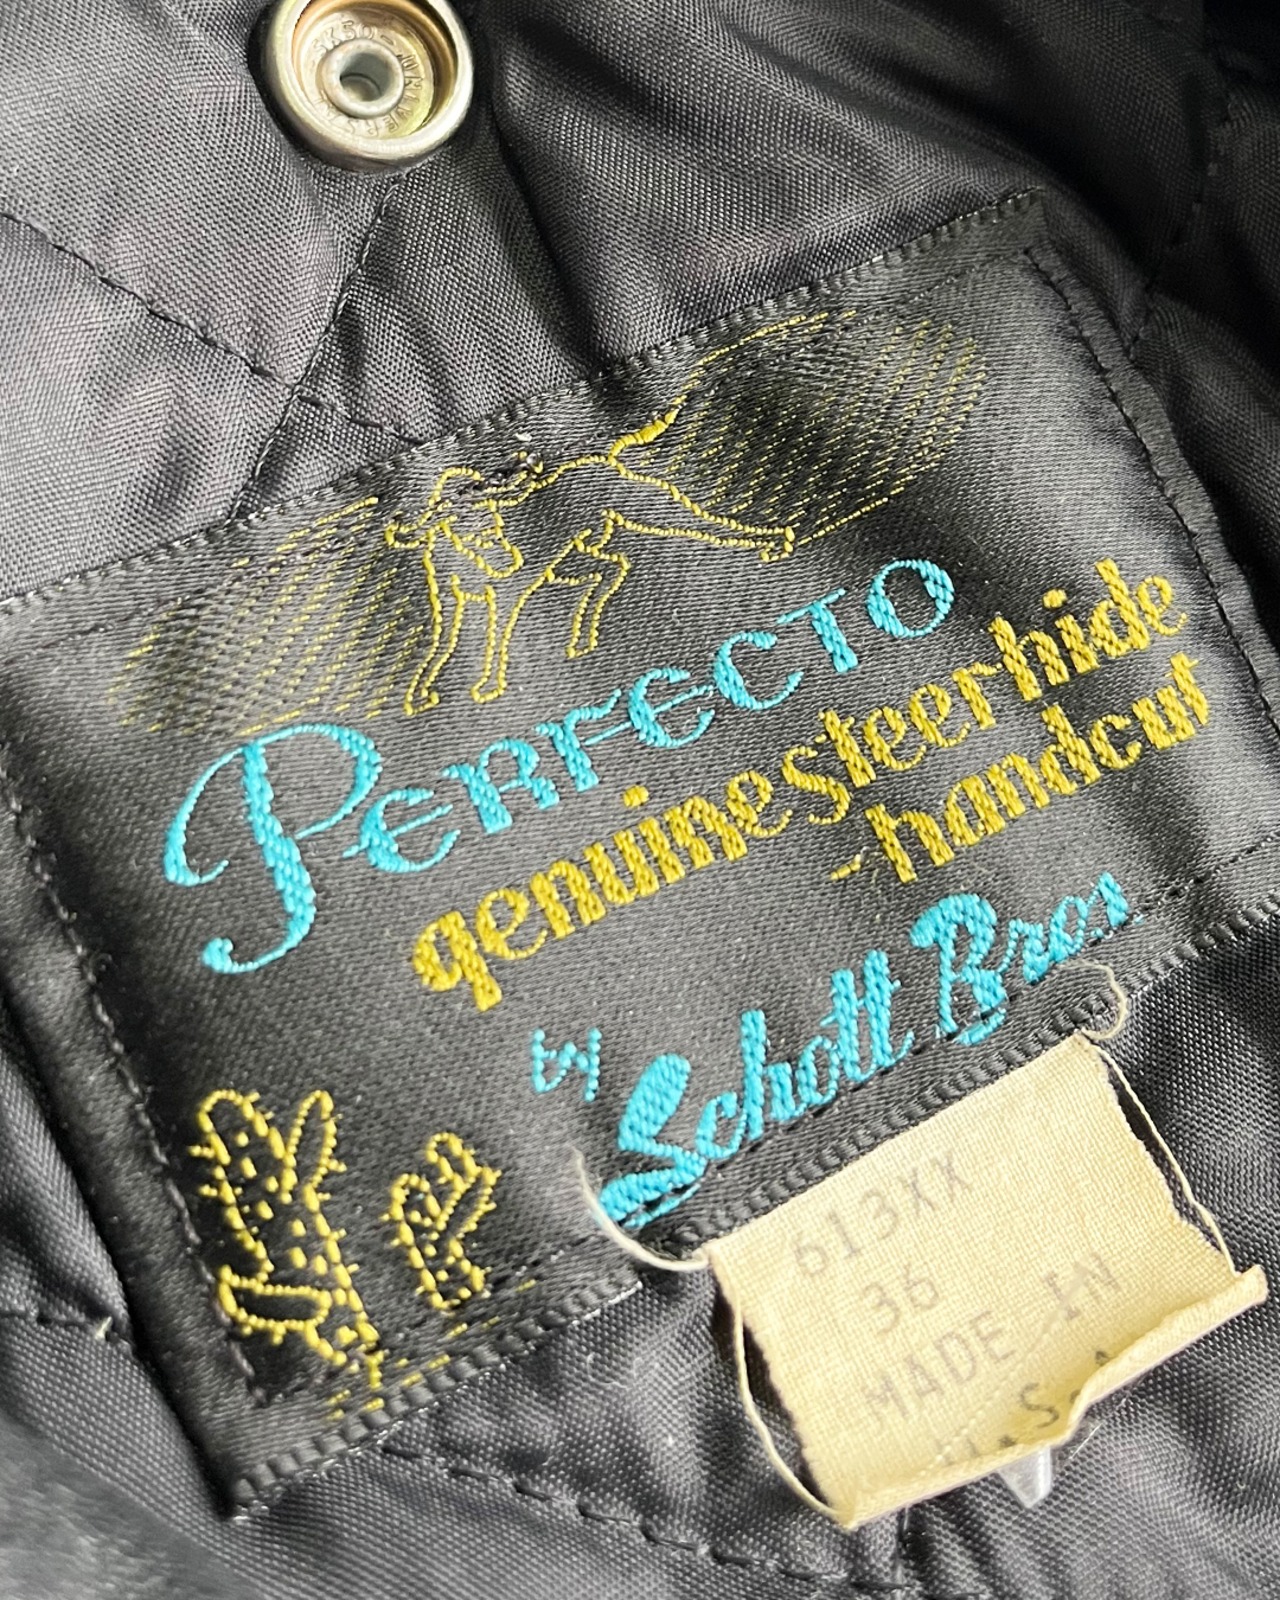 PERFECTO
genuine steerhide
-handcut
by Schott Bros.
613XX
36
MADE IN
U.S.A